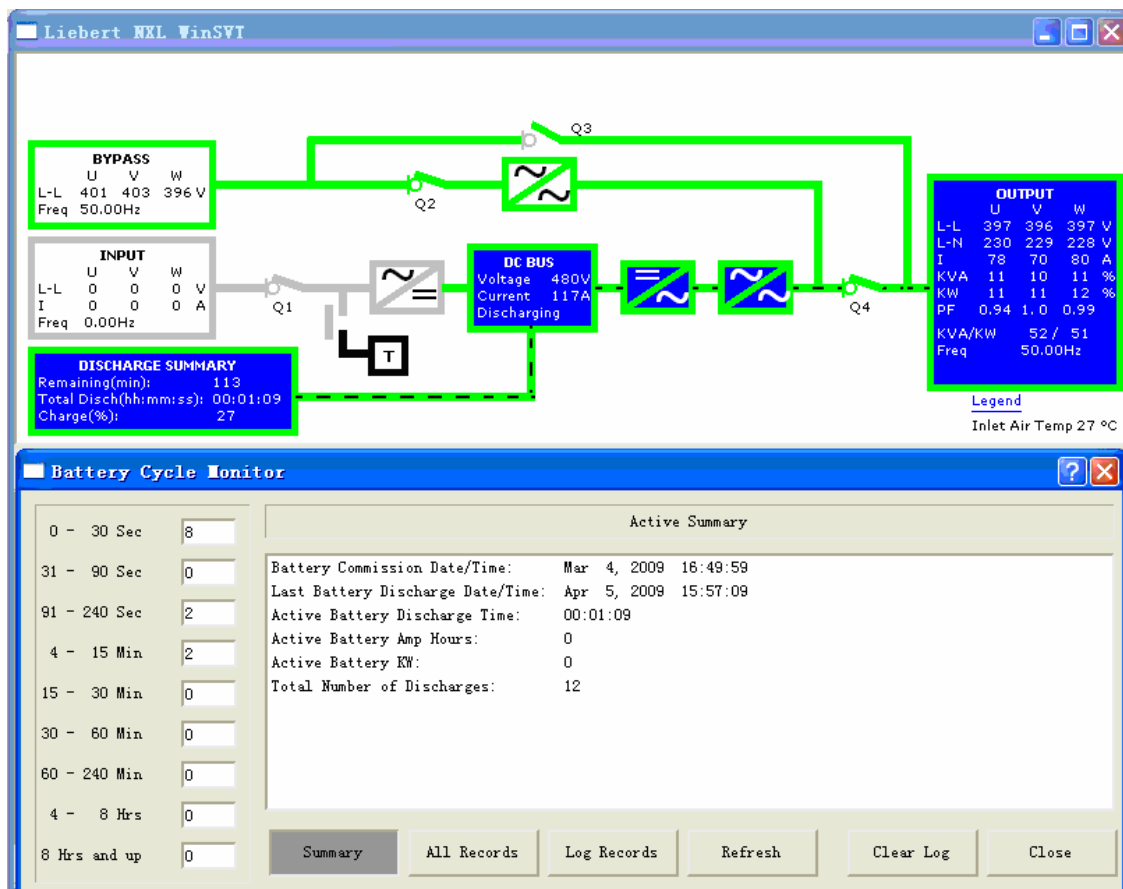 Liebert NXL WinSVT
Q3
BYPASS
U V W
L-L 401 403 396 V
Freq 50.00Hz
Q2
OUTPUT
U V W
L-L 397 396 397 V
L-N 230 229 228 V
I 78 70 80 A
KVA 11 10 11 %
KW 11 11 12 %
PF 0.94 1.0 0.99
KVA/KW 52 / 51
Freq 50.00Hz
INPUT
U V W
L-L 0 0 0 V
I 0 0 0 A
Freq 0.00Hz
Q1
DC BUS
Voltage 480V
Current 117A
Discharging
Q4
T
DISCHARGE SUMMARY
Remaining(min): 113
Total Disch(hh:mm:ss): 00:01:09
Charge(%): 27
Legend
Inlet Air Temp 27 ºC
Battery Cycle Monitor
0 - 30 Sec 8
31 - 90 Sec 0
91 - 240 Sec 2
4 - 15 Min 2
15 - 30 Min 0
30 - 60 Min 0
60 - 240 Min 0
4 - 8 Hrs 0
8 Hrs and up 0
Active Summary
Battery Commission Date/Time: Mar 4, 2009 16:49:59
Last Battery Discharge Date/Time: Apr 5, 2009 15:57:09
Active Battery Discharge Time: 00:01:09
Active Battery Amp Hours: 0
Active Battery KW: 0
Total Number of Discharges: 12
Summary All Records Log Records Refresh Clear Log Close